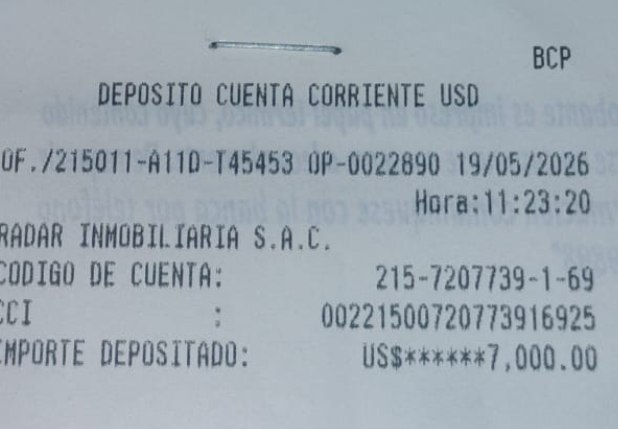 BCP
DEPOSITO CUENTA CORRIENTE USD
OF./215011-A11D-T45453 OP-0022890 19/05/2026
Hora:11:23:20
RADAR INMOBILIARIA S.A.C.
CODIGO DE CUENTA: 215-7207739-1-69
CCI : 00221500720773916925
IMPORTE DEPOSITADO: US$******7,000.00